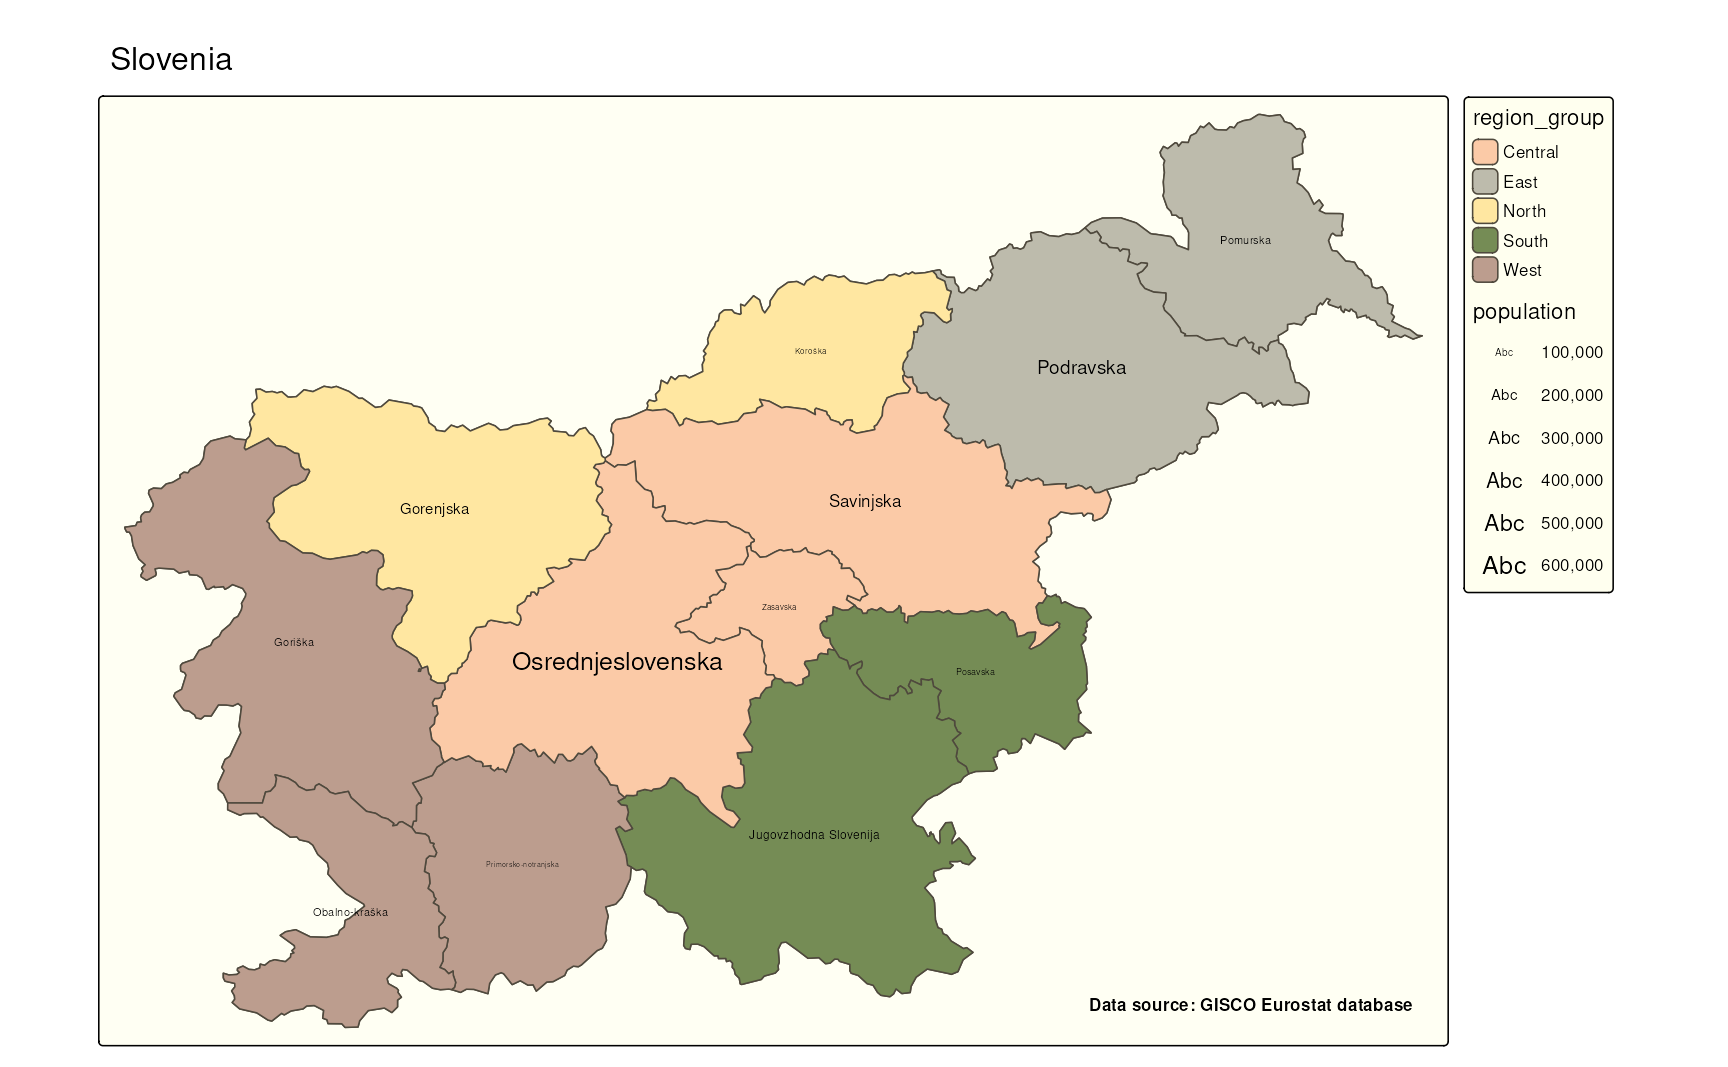 Slovenia
region_group
Central
East
North
South
West
population
Abc 100,000
Abc 200,000
Abc 300,000
Abc 400,000
Abc 500,000
Abc 600,000
Pomurska
Koroška
Podravska
Savinjska
Gorenjska
Zasavska
Goriška
Osrednjeslovenska
Posavska
Jugovzhodna Slovenija
Primorsko-notranjska
Obalno-kraška
Data source: GISCO Eurostat database